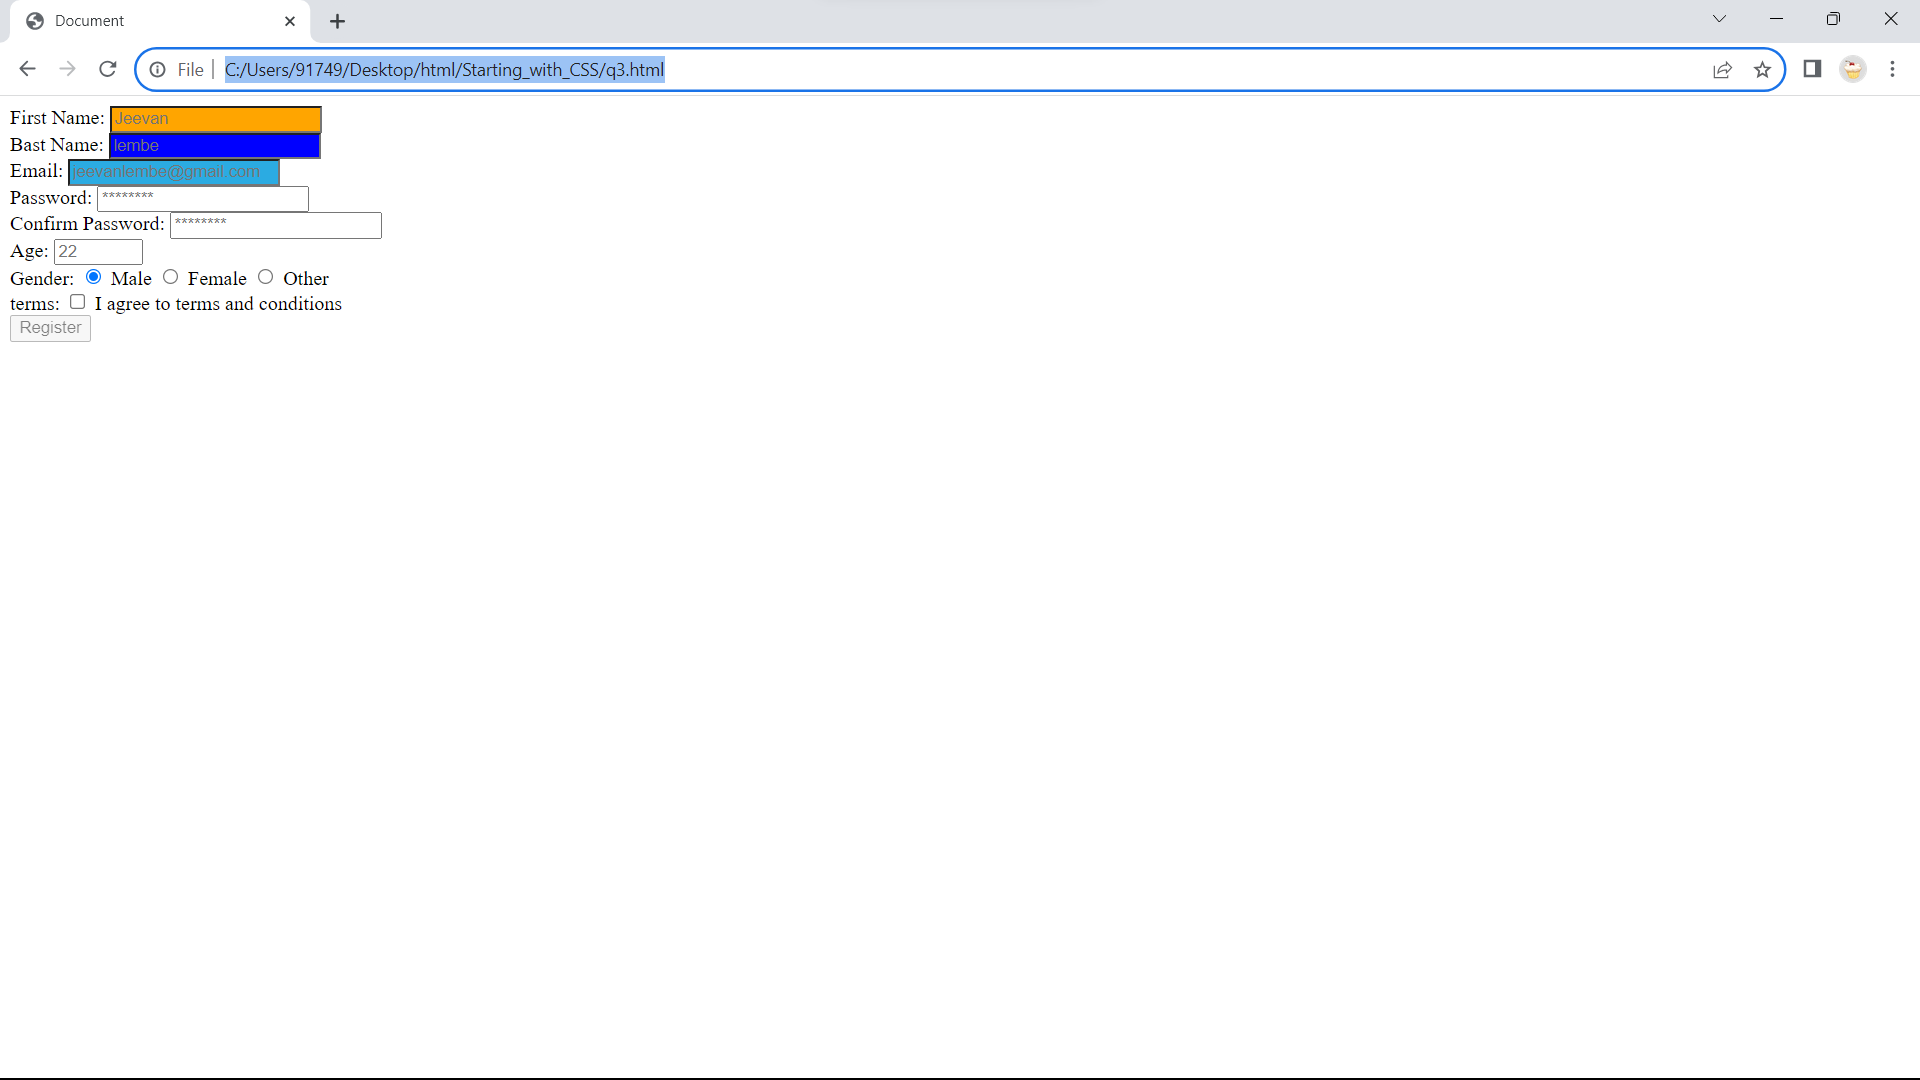 Document
File C:/Users/91749/Desktop/html/Starting_with_CSS/q3.html
First Name: Jeevan
Bast Name: lembe
Email: jeevanlembe@gmail.com
Password: ********
Confirm Password: ********
Age: 22
Gender: Male Female Other
terms: I agree to terms and conditions
Register